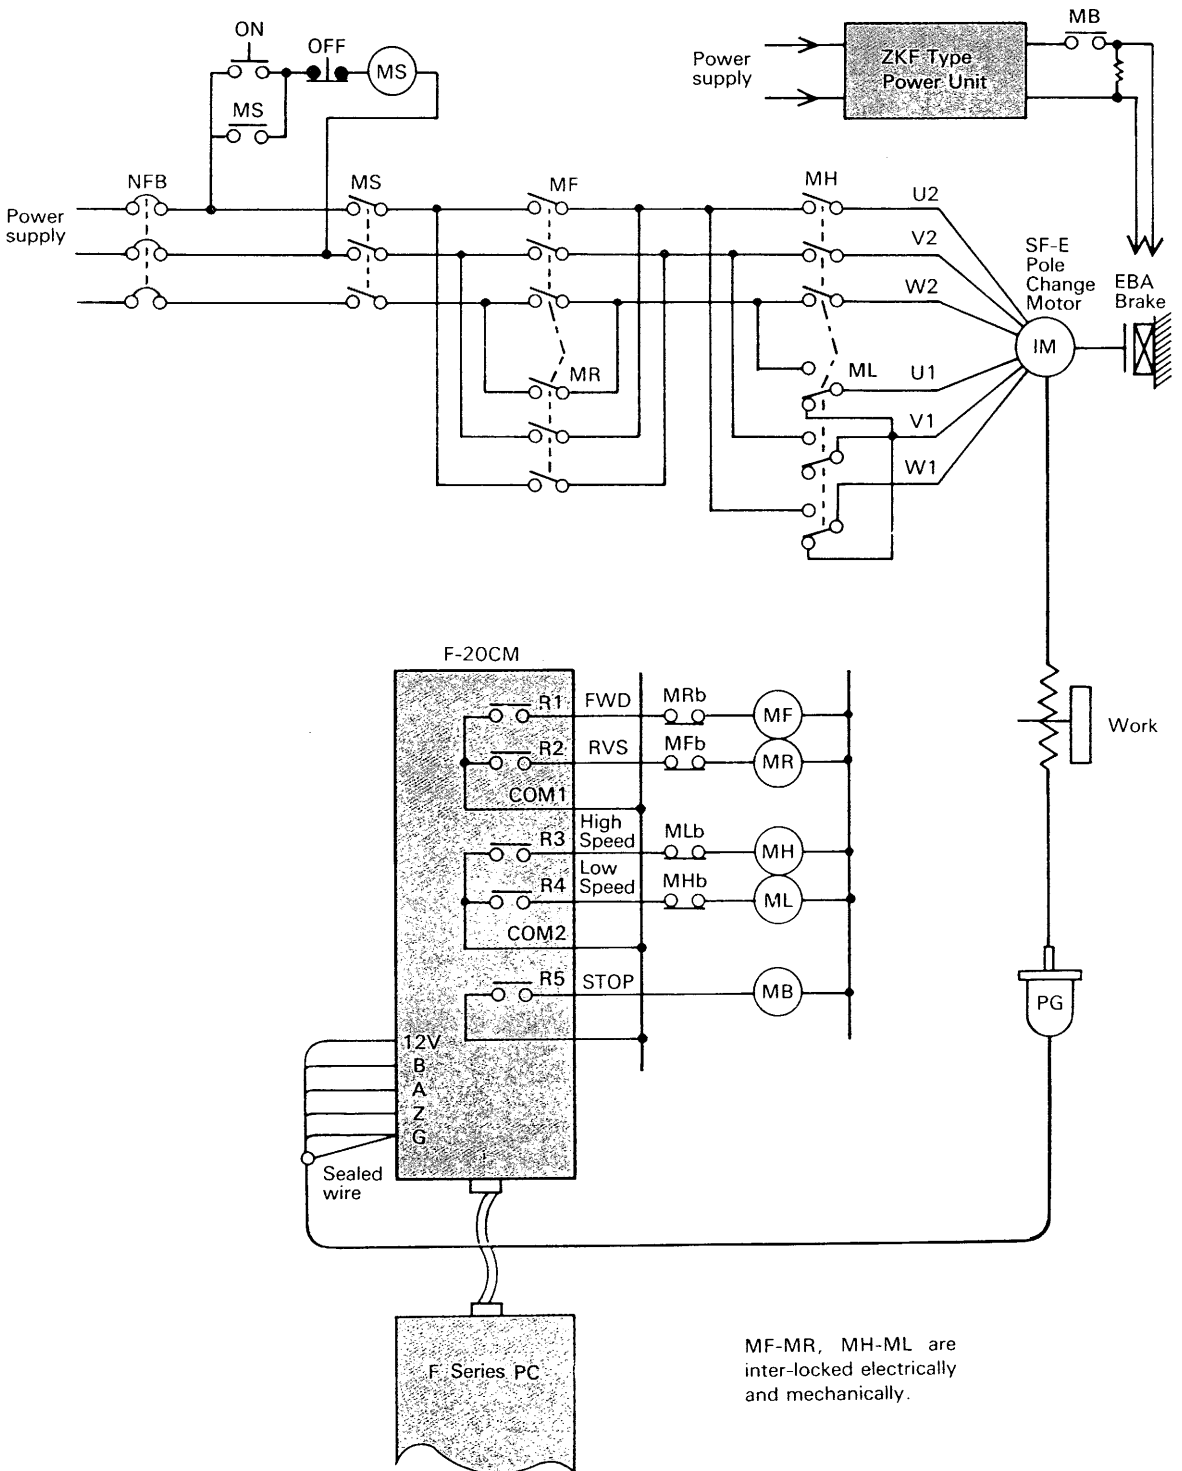 ON
OFF
MS
MS
Power
supply
ZKF Type
Power Unit
MB
NFB
MS
MF
MH
U2
Power
supply
V2
W2
SF-E
Pole
Change
Motor
EBA
Brake
IM
MR
ML
U1
V1
W1
F-20CM
R1
FWD
MRb
MF
R2
RVS
MFb
MR
COM1
High
Speed
R3
MLb
MH
Low
Speed
R4
MHb
ML
COM2
R5
STOP
MB
Work
PG
12V
B
A
Z
G
Sealed
wire
F Series PC
MF-MR, MH-ML are
inter-locked electrically
and mechanically.